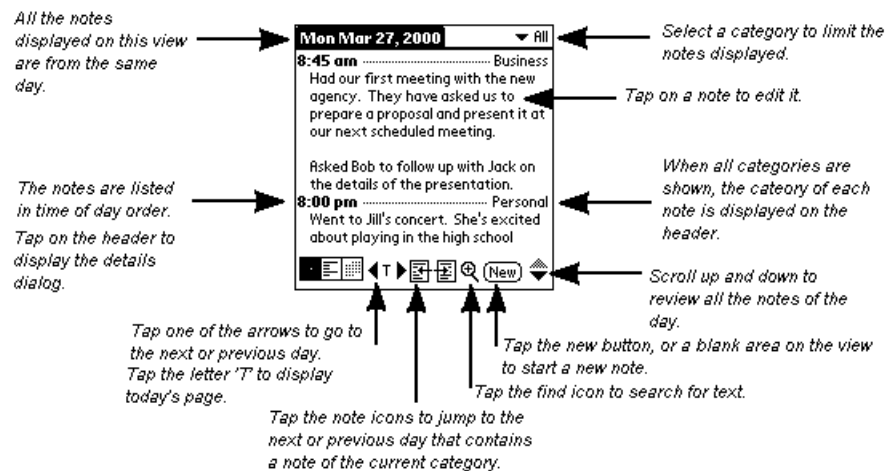 All the notes
displayed on this view
are from the same
day.
Mon Mar 27, 2000
All
Select a category to limit the
notes displayed.
8:45 am
Business
Had our first meeting with the new
agency. They have asked us to
prepare a proposal and present it at
our next scheduled meeting.
Tap on a note to edit it.
Asked Bob to follow up with Jack on
the details of the presentation.
The notes are listed
in time of day order.
Tap on the header to
display the details
dialog.
8:00 pm
Personal
Went to Jill's concert. She's excited
about playing in the high school
When all categories are
shown, the cateory of each
note is displayed on the
header.
T
New
Scroll up and down to
review all the notes of the
day.
Tap one of the arrows to go to
the next or previous day.
Tap the letter 'T' to display
today's page.
Tap the new button, or a blank area on the view
to start a new note.
Tap the find icon to search for text.
Tap the note icons to jump to the
next or previous day that contains
a note of the current category.